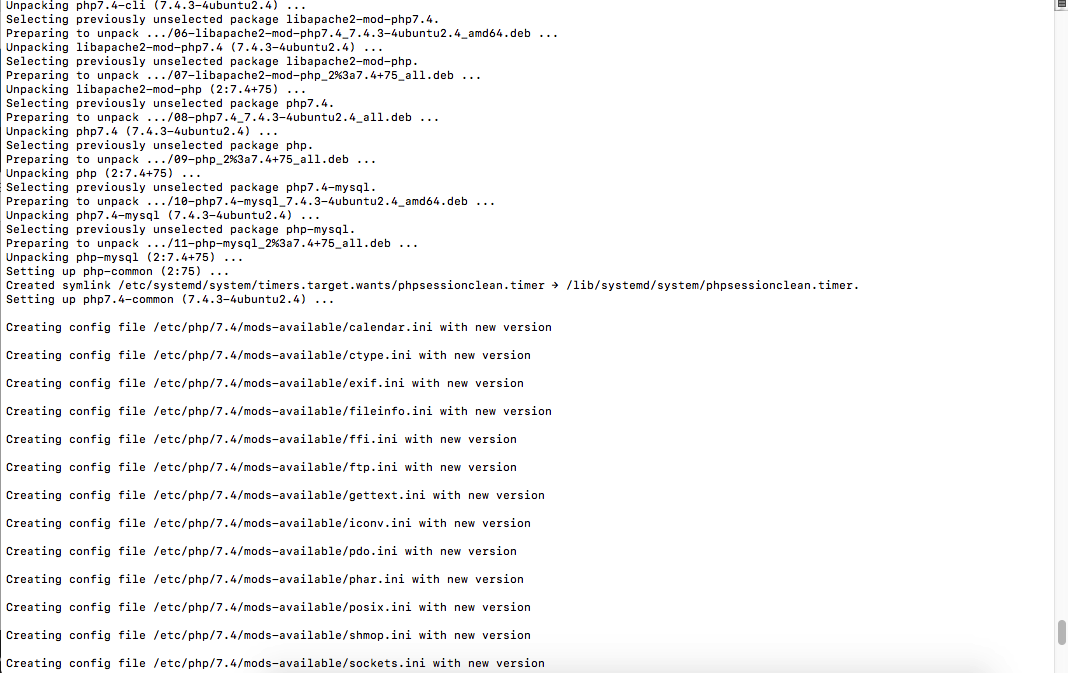 Unpacking php7.4-cli (7.4.3-4ubuntu2.4) ...
Selecting previously unselected package libapache2-mod-php7.4.
Preparing to unpack .../06-libapache2-mod-php7.4_7.4.3-4ubuntu2.4_amd64.deb ...
Unpacking libapache2-mod-php7.4 (7.4.3-4ubuntu2.4) ...
Selecting previously unselected package libapache2-mod-php.
Preparing to unpack .../07-libapache2-mod-php_2%3a7.4+75_all.deb ...
Unpacking libapache2-mod-php (2:7.4+75) ...
Selecting previously unselected package php7.4.
Preparing to unpack .../08-php7.4_7.4.3-4ubuntu2.4_all.deb ...
Unpacking php7.4 (7.4.3-4ubuntu2.4) ...
Selecting previously unselected package php.
Preparing to unpack .../09-php_2%3a7.4+75_all.deb ...
Unpacking php (2:7.4+75) ...
Selecting previously unselected package php7.4-mysql.
Preparing to unpack .../10-php7.4-mysql_7.4.3-4ubuntu2.4_amd64.deb ...
Unpacking php7.4-mysql (7.4.3-4ubuntu2.4) ...
Selecting previously unselected package php-mysql.
Preparing to unpack .../11-php-mysql_2%3a7.4+75_all.deb ...
Unpacking php-mysql (2:7.4+75) ...
Setting up php-common (2:75) ...
Created symlink /etc/systemd/system/timers.target.wants/phpsessionclean.timer → /lib/systemd/system/phpsessionclean.timer.
Setting up php7.4-common (7.4.3-4ubuntu2.4) ...
Creating config file /etc/php/7.4/mods-available/calendar.ini with new version
Creating config file /etc/php/7.4/mods-available/ctype.ini with new version
Creating config file /etc/php/7.4/mods-available/exif.ini with new version
Creating config file /etc/php/7.4/mods-available/fileinfo.ini with new version
Creating config file /etc/php/7.4/mods-available/ffi.ini with new version
Creating config file /etc/php/7.4/mods-available/ftp.ini with new version
Creating config file /etc/php/7.4/mods-available/gettext.ini with new version
Creating config file /etc/php/7.4/mods-available/iconv.ini with new version
Creating config file /etc/php/7.4/mods-available/pdo.ini with new version
Creating config file /etc/php/7.4/mods-available/phar.ini with new version
Creating config file /etc/php/7.4/mods-available/posix.ini with new version
Creating config file /etc/php/7.4/mods-available/shmop.ini with new version
Creating config file /etc/php/7.4/mods-available/sockets.ini with new version